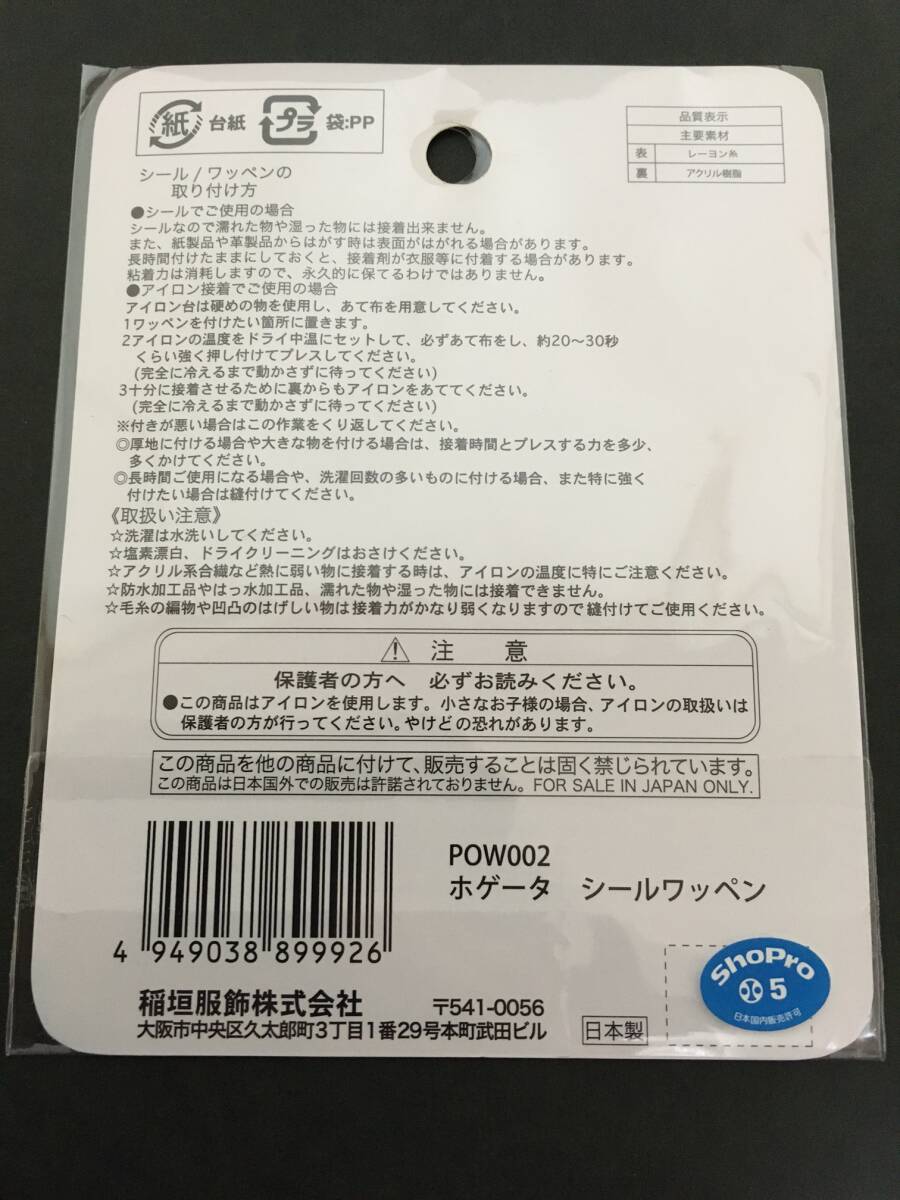 紙 台紙 プラ 袋:PP
品質表示
主要素材
表 レーヨン糸
裏 アクリル樹脂
シール / ワッペンの
取り付け方
●シールでご使用の場合
シールなので濡れた物や湿った物には接着出来ません。
また、紙製品や革製品からはがす時は表面がはがれる場合があります。
長時間付けたままにしておくと、接着剤が衣服等に付着する場合があります。
粘着力は消耗しますので、永久的に保てるわけではありません。
●アイロン接着でご使用の場合
アイロン台は硬めの物を使用し、あて布を用意してください。
1ワッペンを付けたい箇所に置きます。
2アイロンの温度をドライ中温にセットして、必ずあて布をし、約20〜30秒
くらい強く押し付けてプレスしてください。
(完全に冷えるまで動かさずに待ってください)
3十分に接着させるために裏からもアイロンをあててください。
(完全に冷えるまで動かさずに待ってください)
※付きが悪い場合はこの作業をくり返してください。
◎厚地に付ける場合や大きな物を付ける場合は、接着時間とプレスする力を多少、
多くかけてください。
◎長時間ご使用になる場合や、洗濯回数の多いものに付ける場合、また特に強く
付けたい場合は縫付けてください。
《取扱い注意》
☆洗濯は水洗いしてください。
☆塩素漂白、ドライクリーニングはおさけください。
☆アクリル系合繊など熱に弱い物に接着する時は、アイロンの温度に特にご注意ください。
☆防水加工品やはっ水加工品、濡れた物や湿った物には接着できません。
☆毛糸の編物や凹凸のはげしい物は接着力がかなり弱くなりますので縫付けてご使用ください。
⚠ 注 意
保護者の方へ 必ずお読みください。
●この商品はアイロンを使用します。小さなお子様の場合、アイロンの取扱いは
保護者の方が行ってください。やけどの恐れがあります。
この商品を他の商品に付けて、販売することは固く禁じられています。
この商品は日本国外での販売は許諾されておりません。FOR SALE IN JAPAN ONLY.
POW002
ホゲータ シールワッペン
4 949038 899926
稲垣服飾株式会社 〒541-0056
大阪市中央区久太郎町3丁目1番29号本町武田ビル
日本製
ShoPro
5
日本国内販売許可